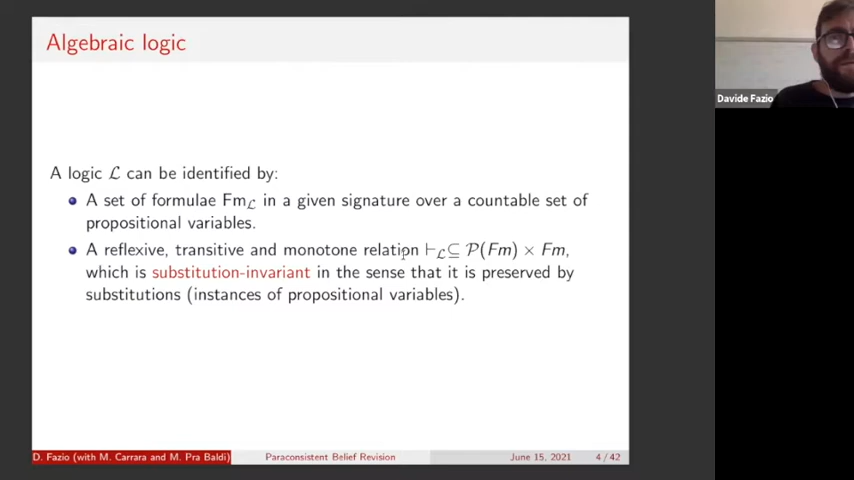 Algebraic logic
A logic ℒ can be identified by:
A set of formulae Fm_ℒ in a given signature over a countable set of
propositional variables.
A reflexive, transitive and monotone relation ⊢_ℒ⊆ 𝒫(Fm) × Fm,
which is substitution-invariant in the sense that it is preserved by
substitutions (instances of propositional variables).
D. Fazio (with M. Carrara and M. Pra Baldi)
Paraconsistent Belief Revision
June 15, 2021
4 / 42
Davide Fazio